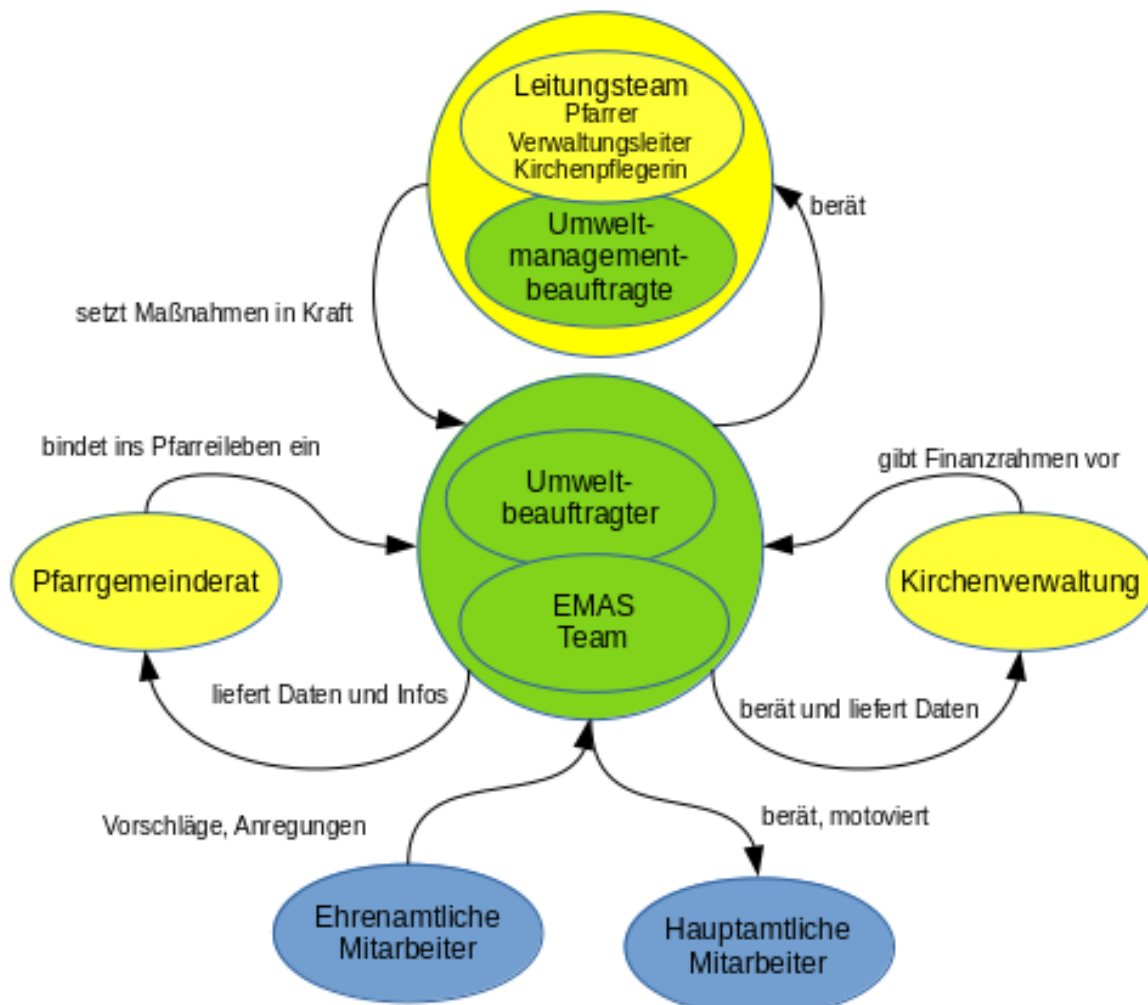 Leitungsteam
Pfarrer
Verwaltungsleiter
Kirchenpflegerin
berät
Umwelt-
management-
beauftragte
setzt Maßnahmen in Kraft
bindet ins Pfarreileben ein
gibt Finanzrahmen vor
Umwelt-
beauftragter
Pfarrgemeinderat
Kirchenverwaltung
EMAS
Team
liefert Daten und Infos
berät und liefert Daten
Vorschläge, Anregungen
berät, motoviert
Ehrenamtliche
Mitarbeiter
Hauptamtliche
Mitarbeiter